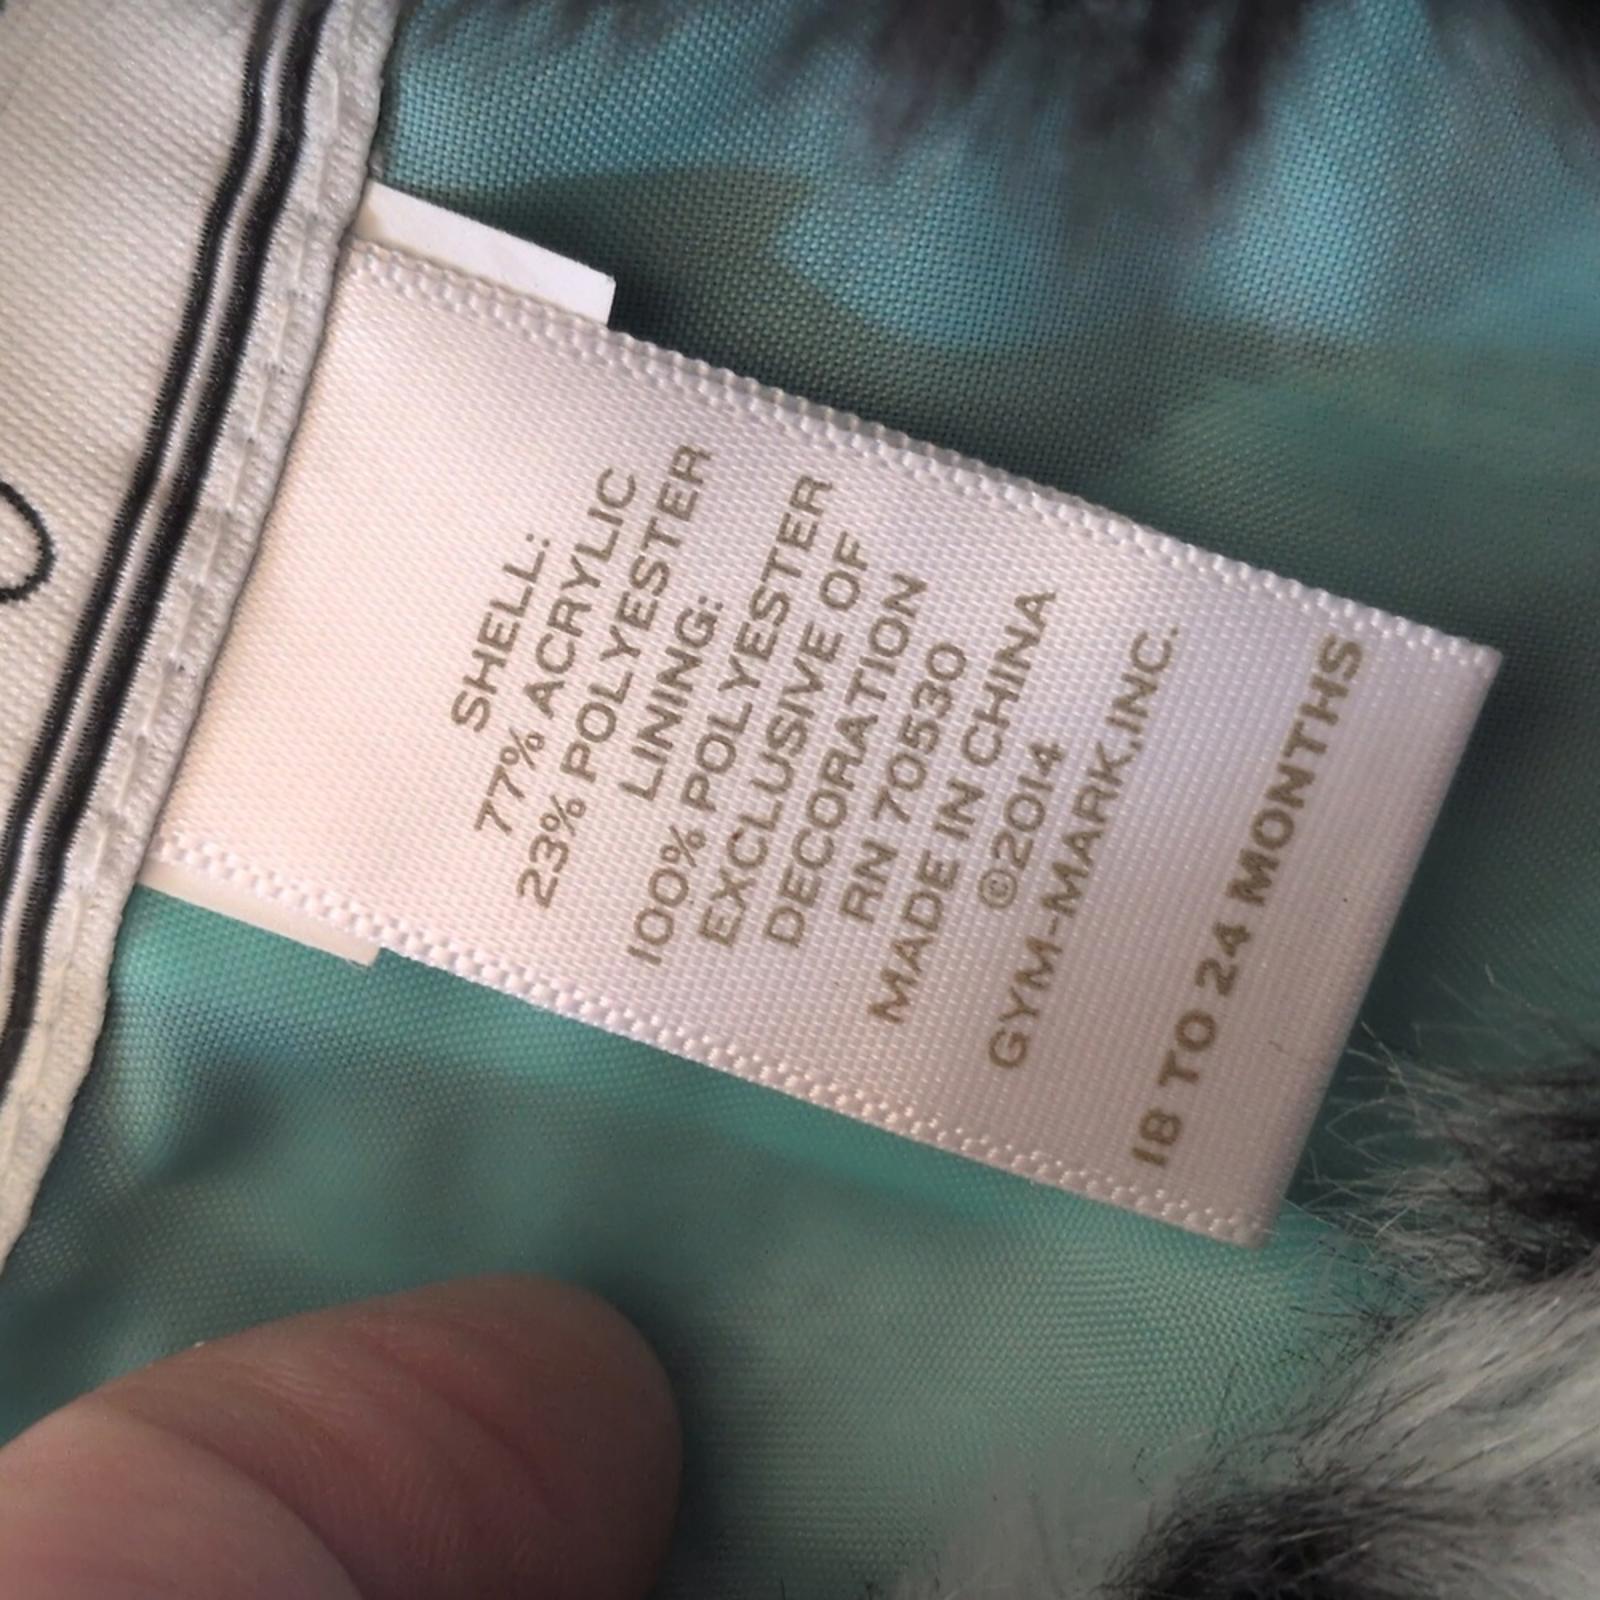 SHELL:
77% ACRYLIC
23% POLYESTER
LINING:
100% POLYESTER
EXCLUSIVE OF
DECORATION
RN 70530
MADE IN CHINA
©2014
GYM-MARK,INC.
18 TO 24 MONTHS